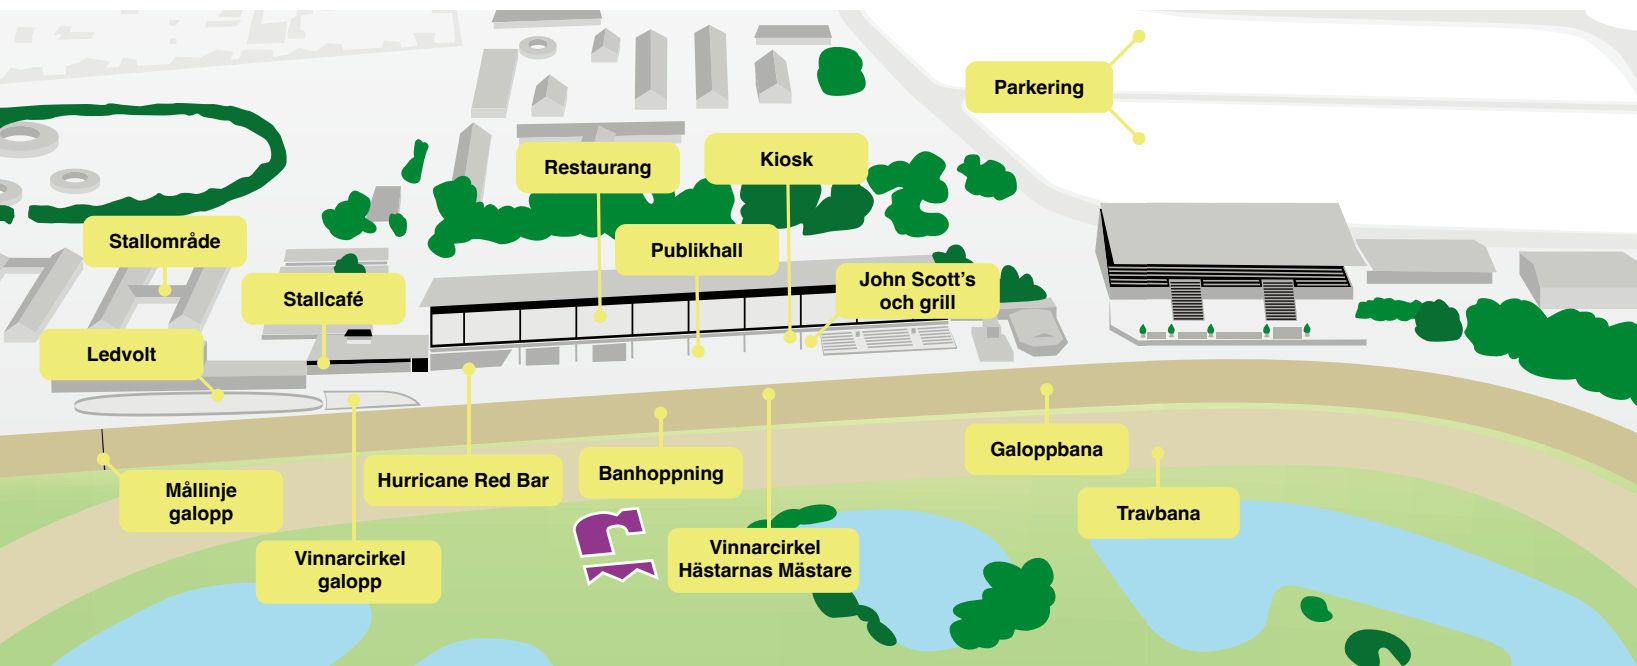 Parkering
Restaurang
Kiosk
Stallområde
Publikhall
Stallcafé
John Scott's
och grill
Ledvolt
Mållinje
galopp
Hurricane Red Bar
Banhoppning
Galoppbana
Travbana
Vinnarcirkel
galopp
Vinnarcirkel
Hästarnas Mästare